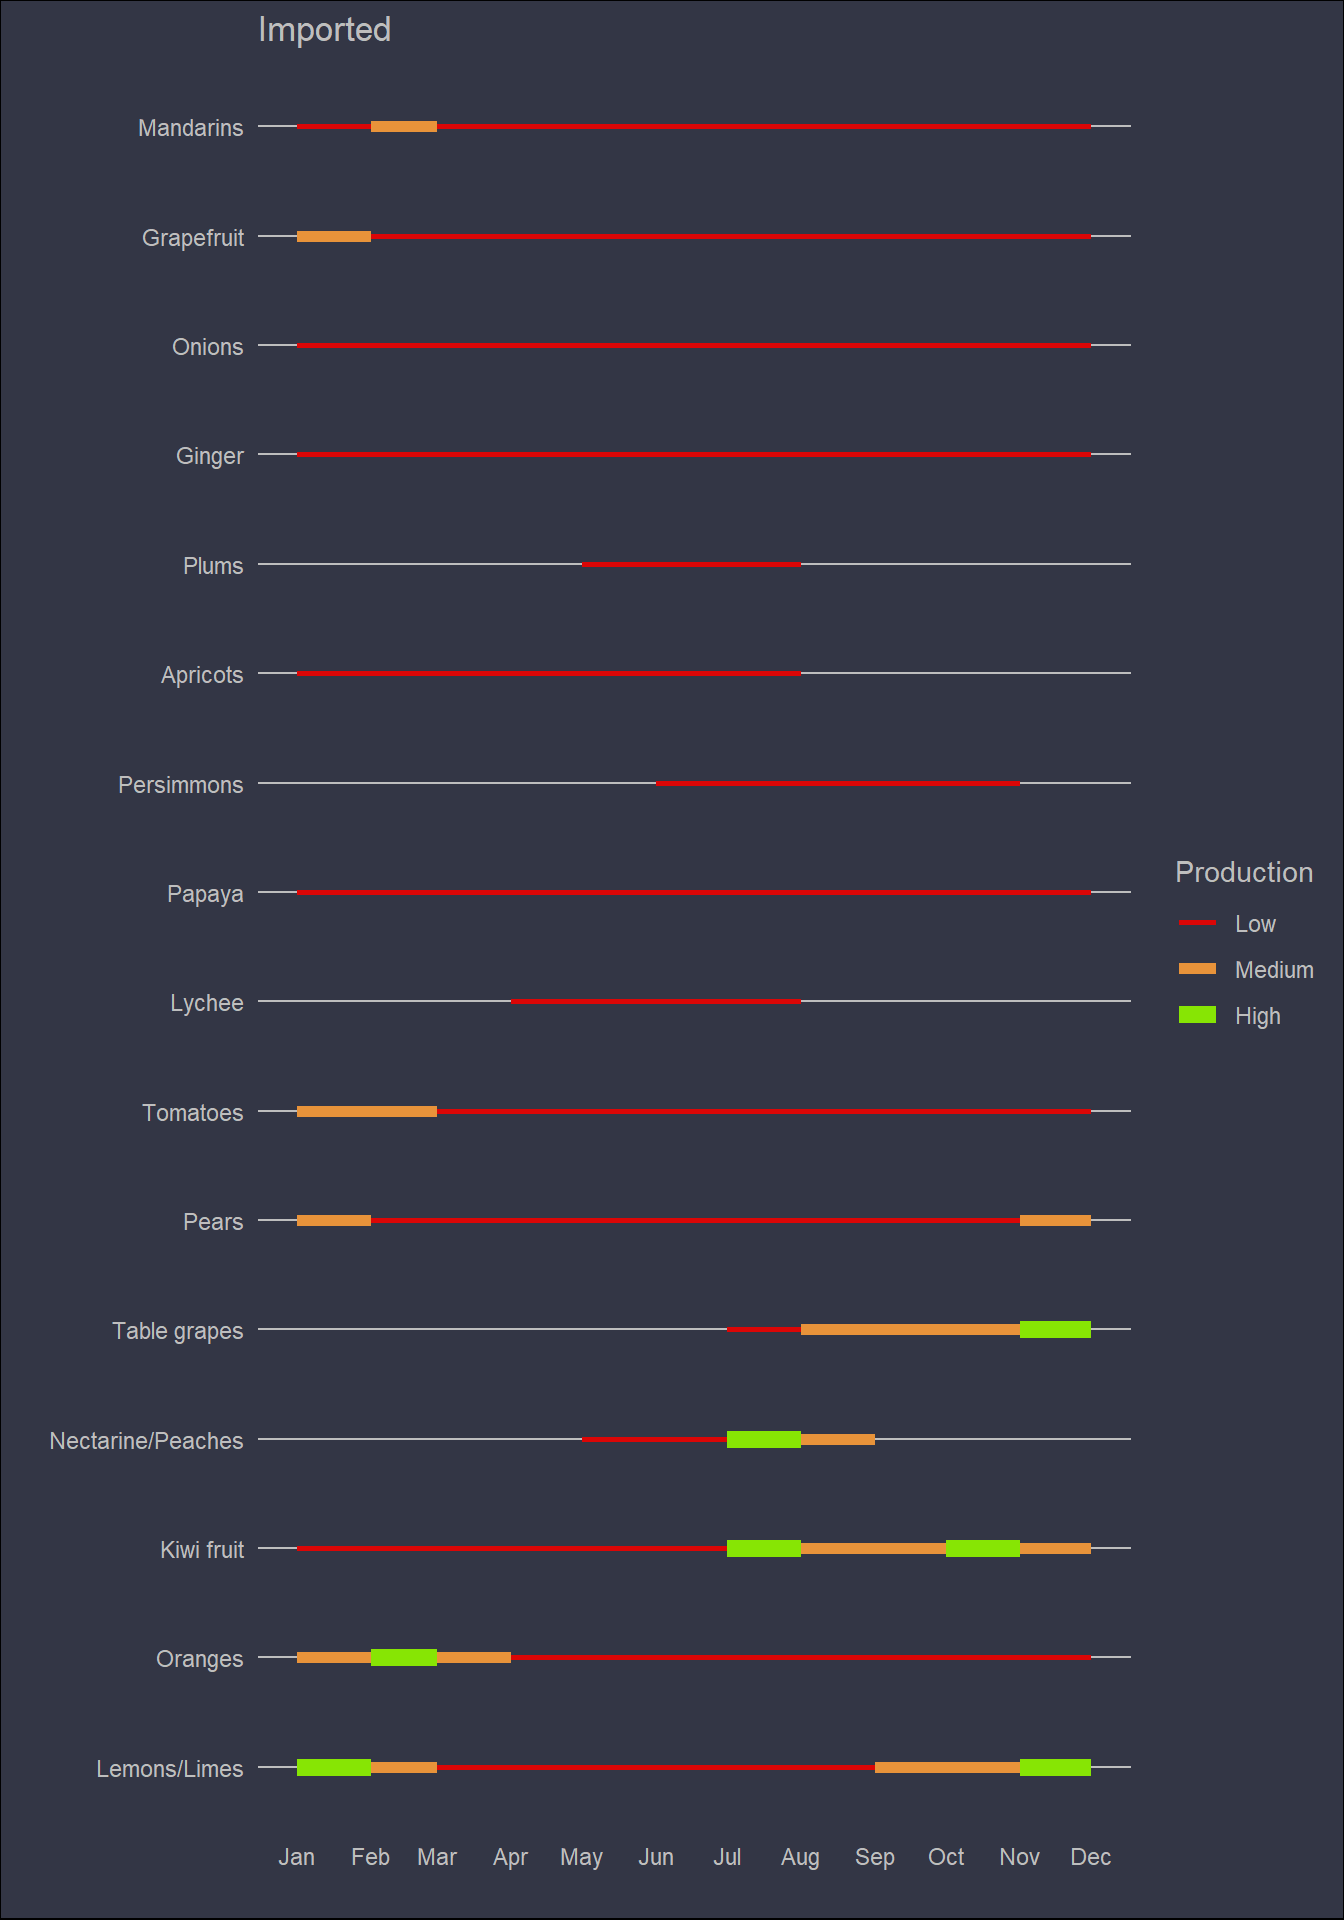 Imported
Mandarins
Grapefruit
Onions
Ginger
Plums
Apricots
Persimmons
Papaya
Lychee
Tomatoes
Pears
Table grapes
Nectarine/Peaches
Kiwi fruit
Oranges
Lemons/Limes
Jan Feb Mar Apr May Jun Jul Aug Sep Oct Nov Dec
Production
Low
Medium
High